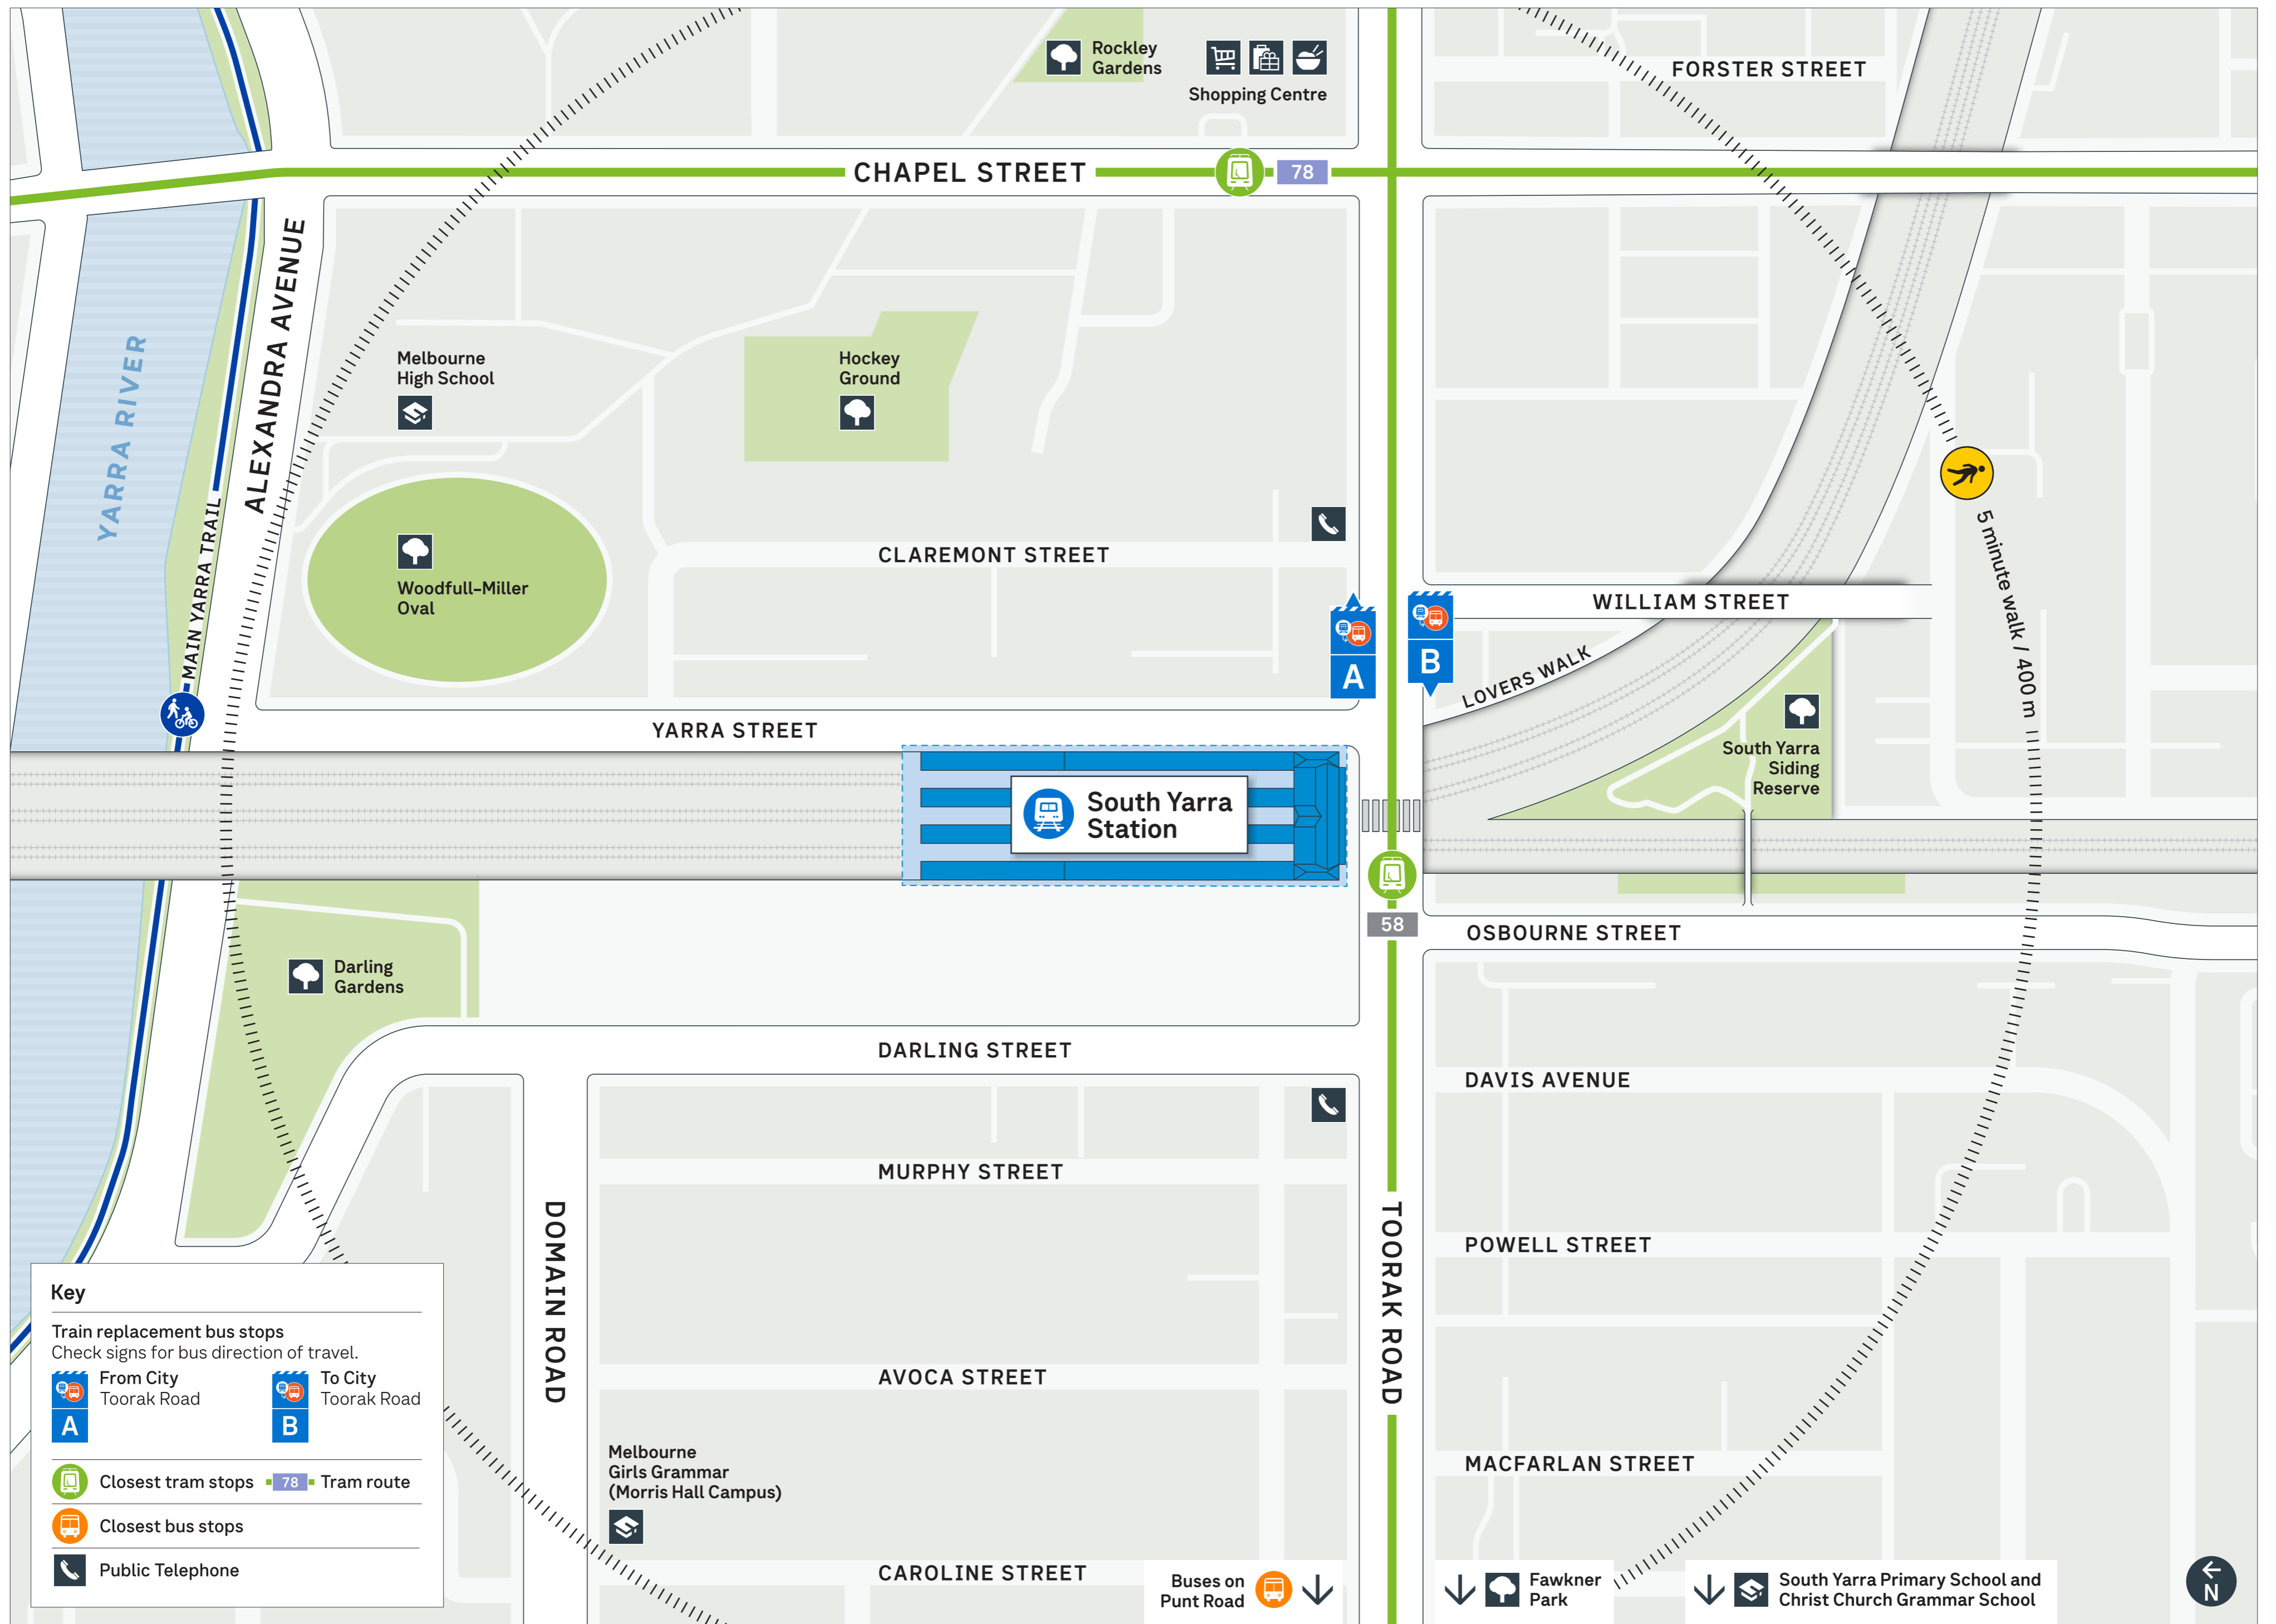 Rockley
Gardens
Shopping Centre
FORSTER STREET
CHAPEL STREET
78
ALEXANDRA AVENUE
YARRA RIVER
MAIN YARRA TRAIL
Melbourne
High School
Hockey
Ground
Woodfull-Miller
Oval
CLAREMONT STREET
A
B
WILLIAM STREET
LOVERS WALK
5 minute walk / 400 m
YARRA STREET
South Yarra
Station
South Yarra
Siding
Reserve
58
OSBOURNE STREET
Darling
Gardens
DARLING STREET
DAVIS AVENUE
MURPHY STREET
DOMAIN ROAD
TOORAK ROAD
POWELL STREET
AVOCA STREET
MACFARLAN STREET
Melbourne
Girls Grammar
(Morris Hall Campus)
CAROLINE STREET
Buses on
Punt Road
Fawkner
Park
South Yarra Primary School and
Christ Church Grammar School
N
Key
Train replacement bus stops
Check signs for bus direction of travel.
From City
Toorak Road
A
To City
Toorak Road
B
Closest tram stops
78
Tram route
Closest bus stops
Public Telephone